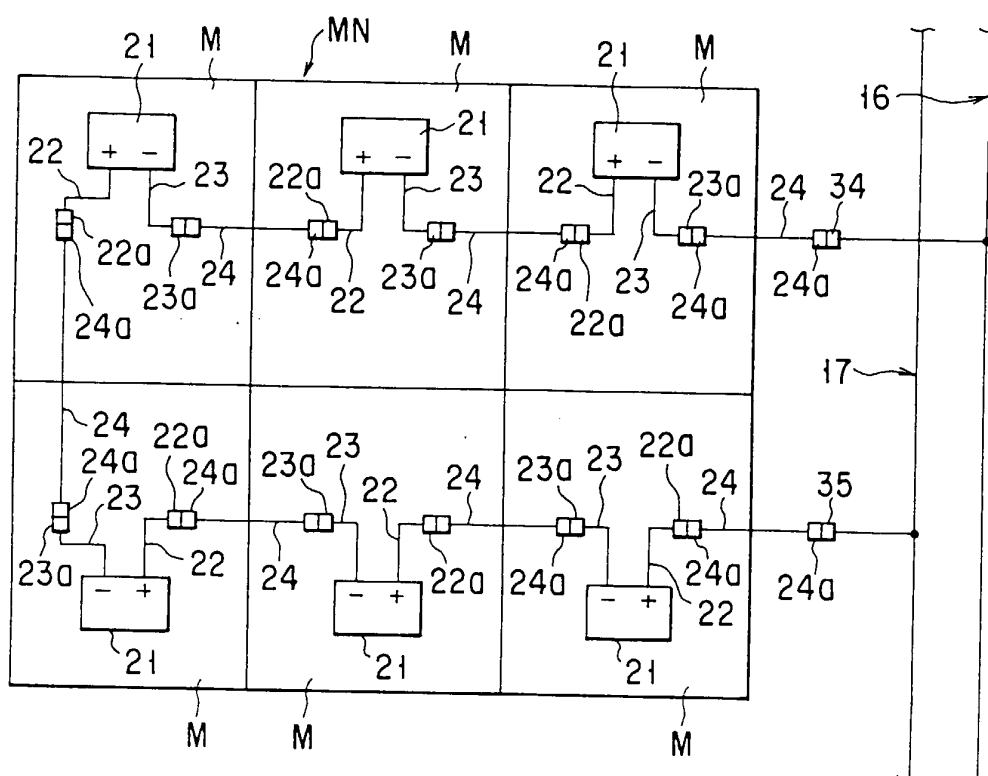 21 M MN M 21 M
16
21
+ − + − + −
22 23 22a 23 22 23a 24 34
22a 23a 24 24a 22 23a 24 24a 22a 23 24a 24a
24a
17
24 22a 23a 23 22 24 23a 23 22a 24 35
24a 24a
23
23a 22 24 22a 24a 24a 22 24a
− + − + − +
21 21 21
M M M